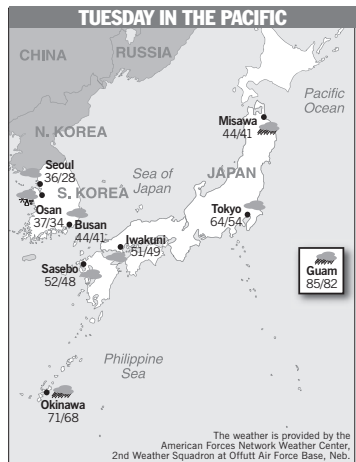 TUESDAY IN THE PACIFIC
CHINA
RUSSIA
Pacific
Ocean
N. KOREA
Misawa
44/41
Seoul
36/28
Sea of
Japan
JAPAN
S. KOREA
Osan
37/34
Busan
44/41
Tokyo
64/54
Iwakuni
51/49
Sasebo
52/48
Guam
85/82
Philippine
Sea
Okinawa
71/68
The weather is provided by the
American Forces Network Weather Center,
2nd Weather Squadron at Offutt Air Force Base, Neb.